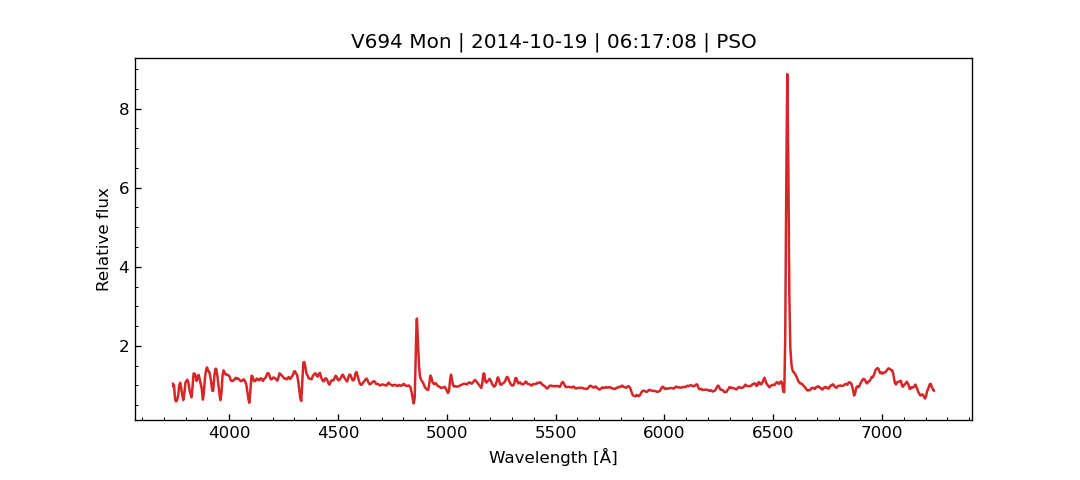 V694 Mon | 2014-10-19 | 06:17:08 | PSO
8
6
4
2
Relative flux
4000 4500 5000 5500 6000 6500 7000
Wavelength [Å]